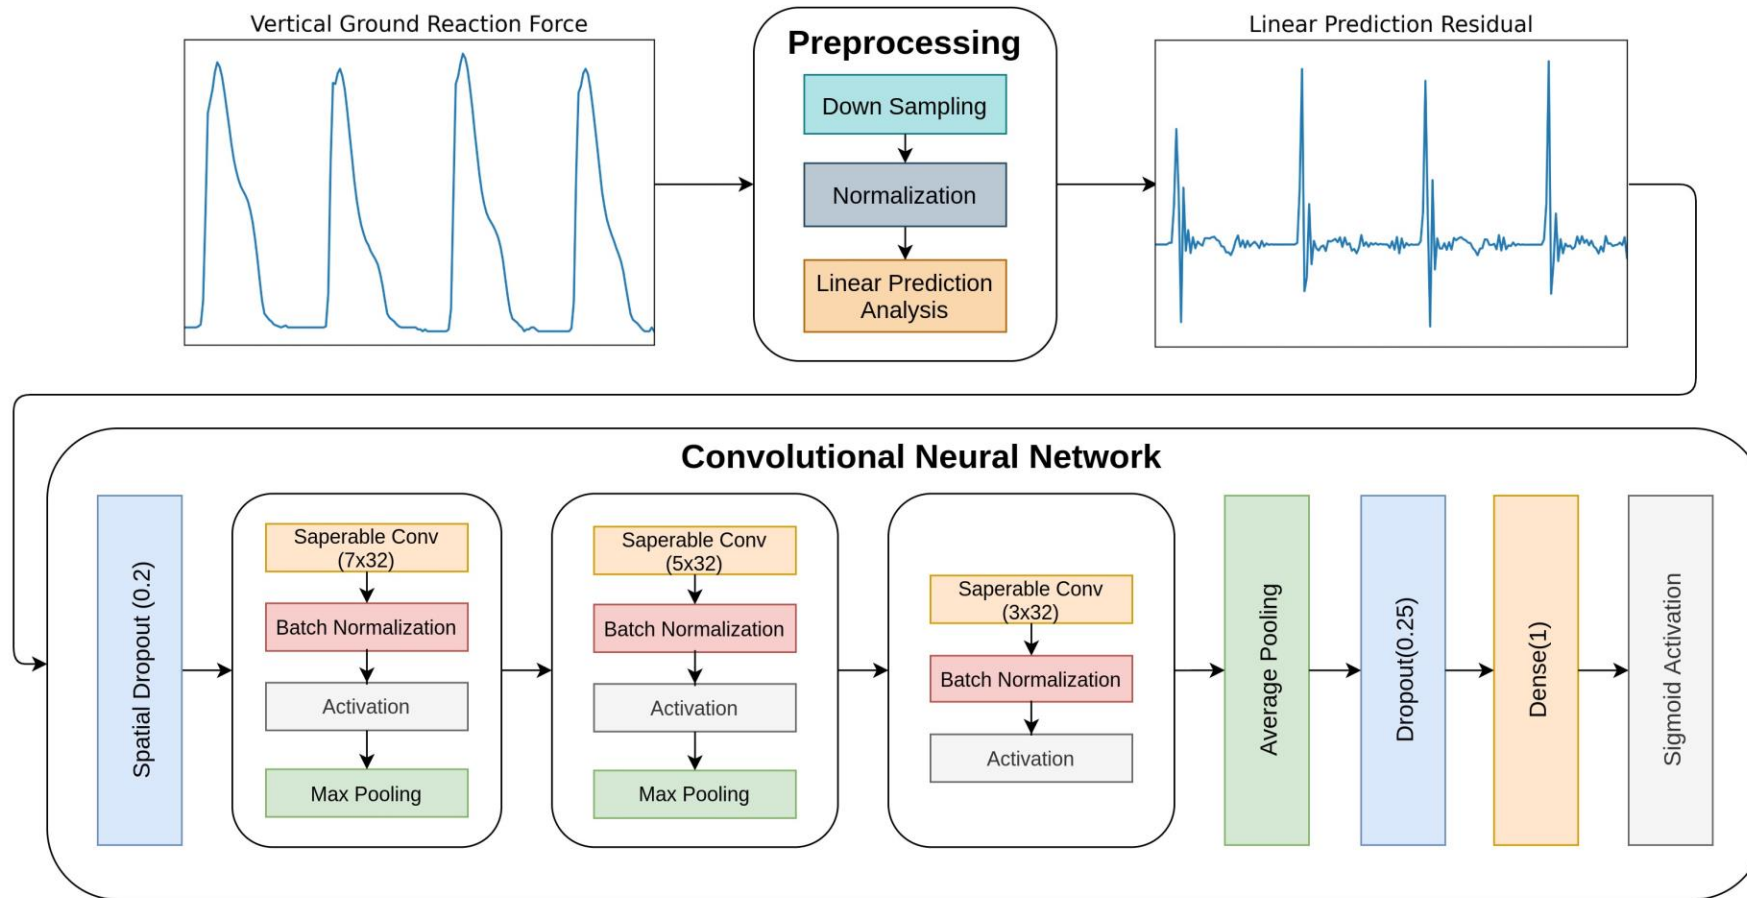 Vertical Ground Reaction Force
Preprocessing
Down Sampling
Normalization
Linear Prediction
Analysis
Linear Prediction Residual
Convolutional Neural Network
Spatial Dropout (0.2)
Saperable Conv
(7x32)
Batch Normalization
Activation
Max Pooling
Saperable Conv
(5x32)
Batch Normalization
Activation
Max Pooling
Saperable Conv
(3x32)
Batch Normalization
Activation
Average Pooling
Dropout(0.25)
Dense(1)
Sigmoid Activation